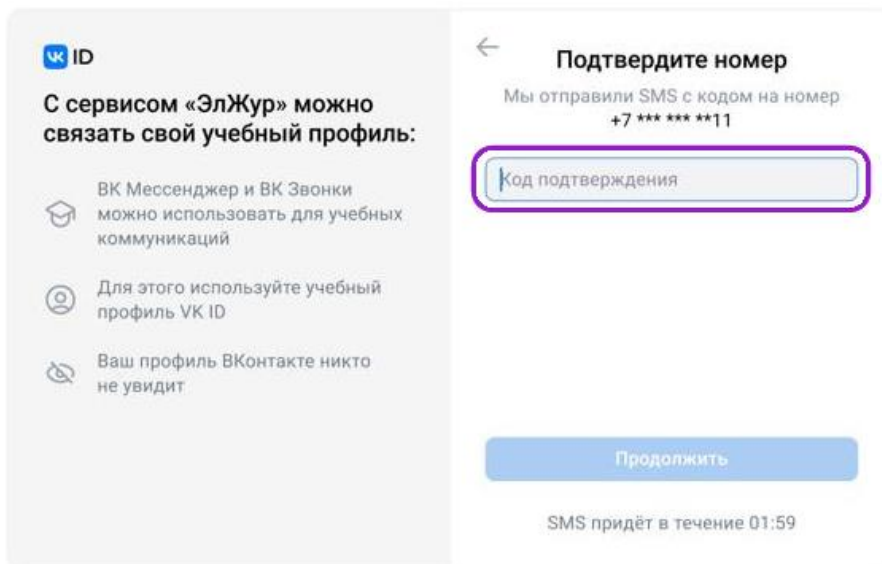 VK ID
С сервисом «ЭлЖур» можно
связать свой учебный профиль:
ВК Мессенджер и ВК Звонки
можно использовать для учебных
коммуникаций
Для этого используйте учебный
профиль VK ID
Ваш профиль ВКонтакте никто
не увидит
Подтвердите номер
Мы отправили SMS с кодом на номер
+7 *** *** **11
Код подтверждения
Продолжить
SMS придёт в течение 01:59